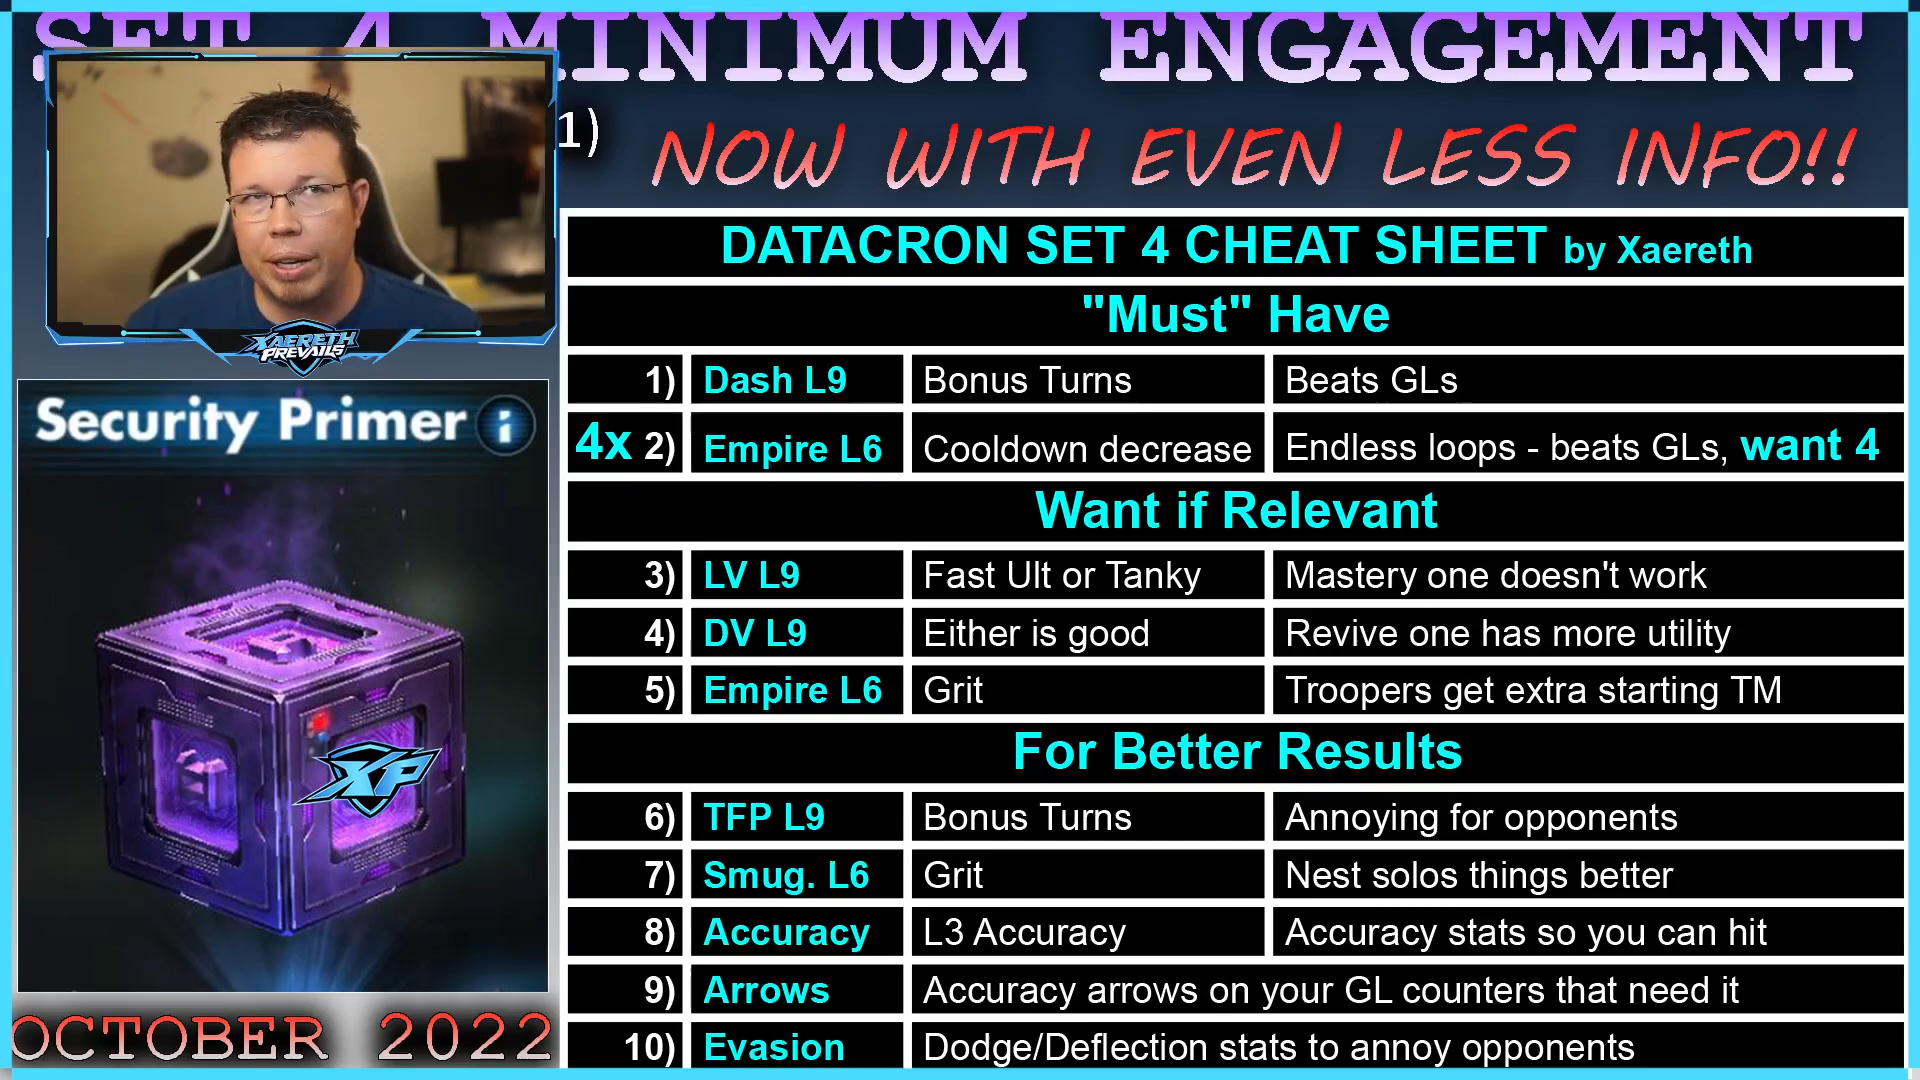 SET 4 MINIMUM ENGAGEMENT
1)
NOW WITH EVEN LESS INFO!!
XAERETH
PREVAILS
Security Primer i
XP
OCTOBER 2022
DATACRON SET 4 CHEAT SHEET by Xaereth
"Must" Have
1) Dash L9 Bonus Turns Beats GLs
4x 2) Empire L6 Cooldown decrease Endless loops - beats GLs, want 4
Want if Relevant
3) LV L9 Fast Ult or Tanky Mastery one doesn't work
4) DV L9 Either is good Revive one has more utility
5) Empire L6 Grit Troopers get extra starting TM
For Better Results
6) TFP L9 Bonus Turns Annoying for opponents
7) Smug. L6 Grit Nest solos things better
8) Accuracy L3 Accuracy Accuracy stats so you can hit
9) Arrows Accuracy arrows on your GL counters that need it
10) Evasion Dodge/Deflection stats to annoy opponents